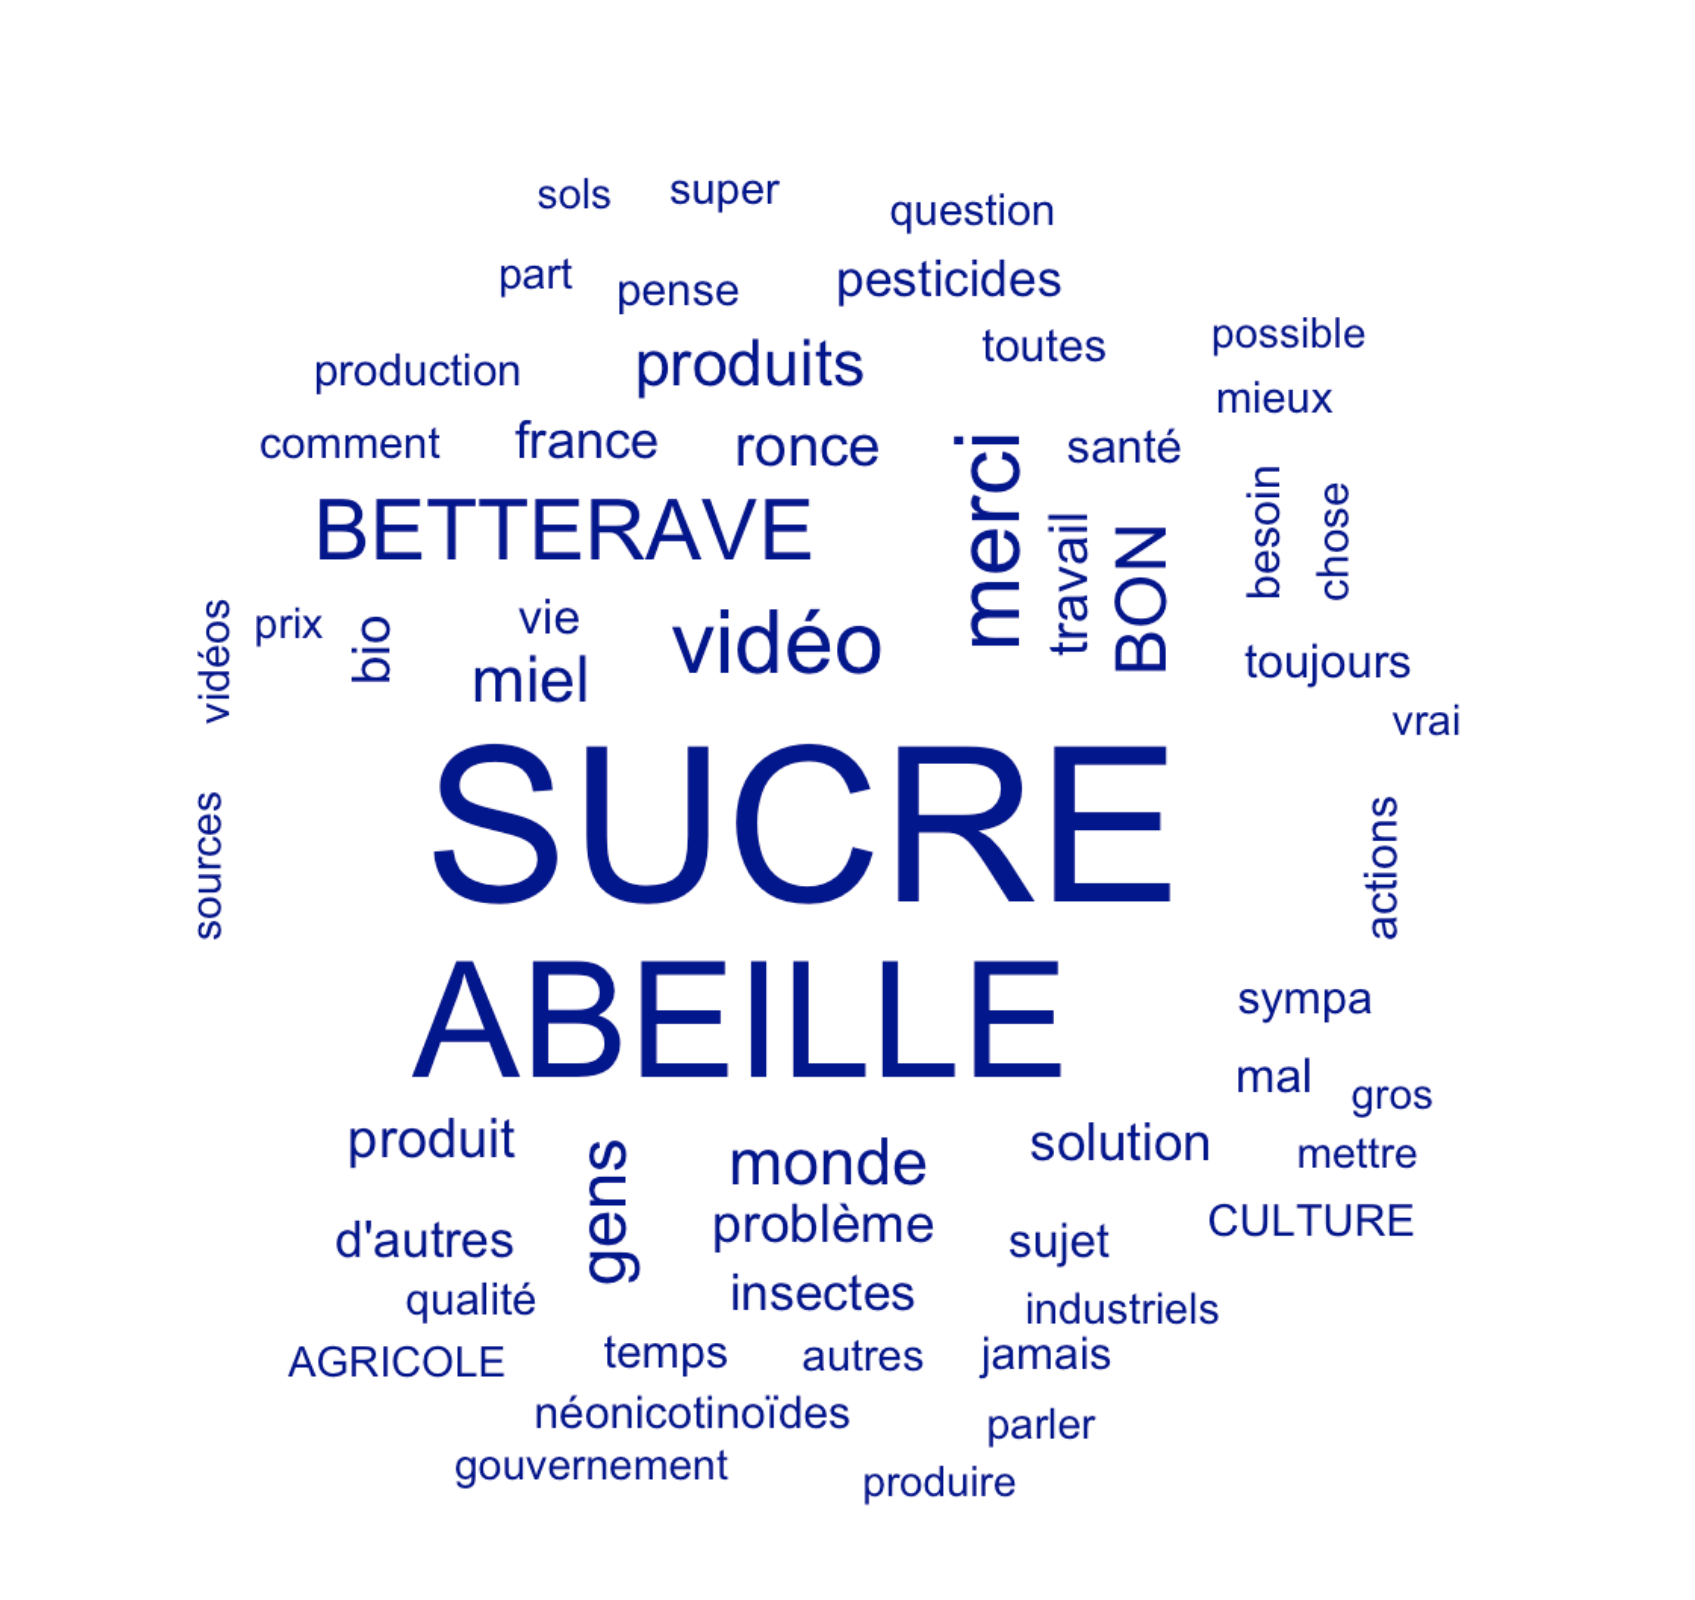 sols
super
question
part
pense
pesticides
production
produits
toutes
possible
mieux
comment
france
ronce
merci
santé
BETTERAVE
travail
BON
besoin
chose
vidéos
prix
bio
vie
miel
vidéo
toujours
vrai
SUCRE
sources
actions
ABEILLE
sympa
mal
gros
produit
gens
monde
solution
mettre
d'autres
problème
sujet
CULTURE
qualité
insectes
industriels
AGRICOLE
temps
autres
jamais
néonicotinoïdes
parler
gouvernement
produire